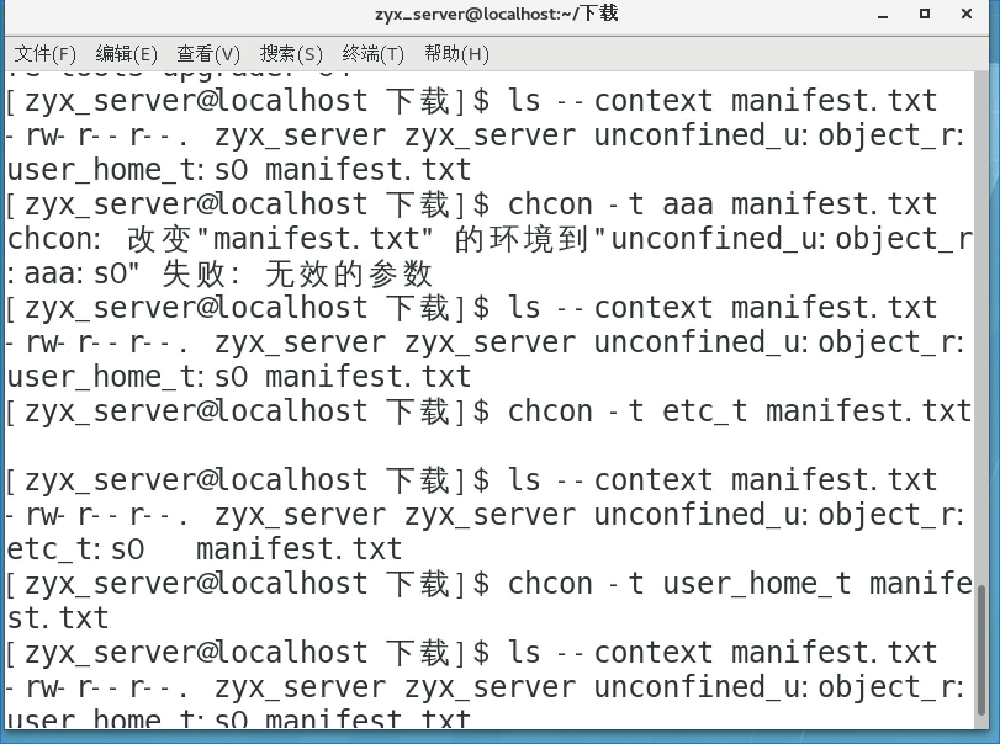 zyx_server@localhost:~/下载
文件(F) 编辑(E) 查看(V) 搜索(S) 终端(T) 帮助(H)
[zyx_server@localhost 下载]$ ls --context manifest.txt
-rw-r--r--. zyx_server zyx_server unconfined_u:object_r:
user_home_t:s0 manifest.txt
[zyx_server@localhost 下载]$ chcon -t aaa manifest.txt
chcon: 改变"manifest.txt" 的环境到"unconfined_u:object_r
:aaa:s0" 失败: 无效的参数
[zyx_server@localhost 下载]$ ls --context manifest.txt
-rw-r--r--. zyx_server zyx_server unconfined_u:object_r:
user_home_t:s0 manifest.txt
[zyx_server@localhost 下载]$ chcon -t etc_t manifest.txt
[zyx_server@localhost 下载]$ ls --context manifest.txt
-rw-r--r--. zyx_server zyx_server unconfined_u:object_r:
etc_t:s0   manifest.txt
[zyx_server@localhost 下载]$ chcon -t user_home_t manife
st.txt
[zyx_server@localhost 下载]$ ls --context manifest.txt
-rw-r--r--. zyx_server zyx_server unconfined_u:object_r:
user_home_t:s0 manifest.txt